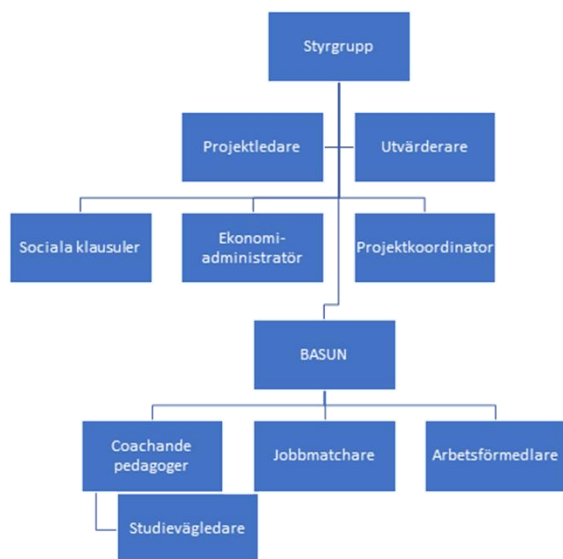 Styrgrupp
Projektledare
Utvärderare
Sociala klausuler
Ekonomi-
administratör
Projektkoordinator
BASUN
Coachande
pedagoger
Jobbmatchare
Arbetsförmedlare
Studievägledare